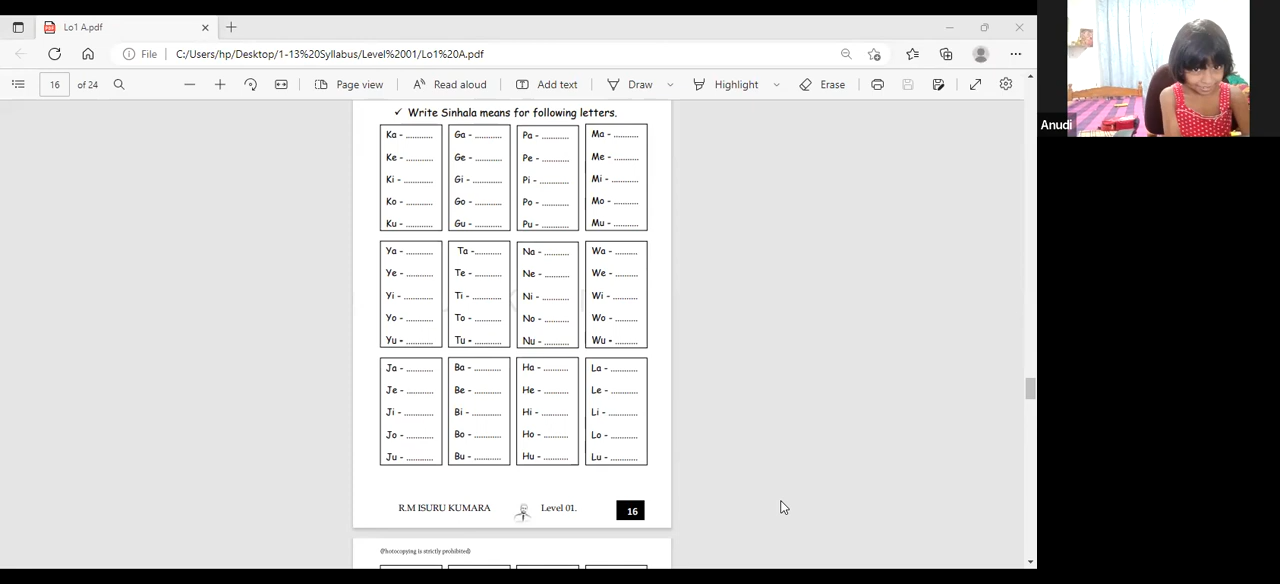 Lo1 A.pdf
File C:/Users/hp/Desktop/1-13%20Syllabus/Level%2001/Lo1%20A.pdf
16 of 24 Page view Read aloud Add text Draw Highlight Erase
✓ Write Sinhala means for following letters.
Ka - ........... Ga - ........... Pa - ........... Ma - ...........
Ke - ........... Ge - ........... Pe - ........... Me - ...........
Ki - ........... Gi - ........... Pi - ........... Mi - ...........
Ko - ........... Go - ........... Po - ........... Mo - ...........
Ku - ........... Gu - ........... Pu - ........... Mu - ...........
Ya - ........... Ta -........... Na - ........... Wa - ...........
Ye - ........... Te - ........... Ne - ........... We - ...........
Yi - ........... Ti - ........... Ni - ........... Wi - ...........
Yo - ........... To - ........... No - ........... Wo - ...........
Yu - ........... Tu - ........... Nu - ........... Wu - ...........
Ja - ........... Ba - ........... Ha - ........... La - ...........
Je - ........... Be - ........... He - ........... Le - ...........
Ji - ........... Bi - ........... Hi - ........... Li - ...........
Jo - ........... Bo - ........... Ho - ........... Lo - ...........
Ju - ........... Bu - ........... Hu - ........... Lu - ...........
R.M ISURU KUMARA Level 01. 16
(Photocopying is strictly prohibited)
Anudi